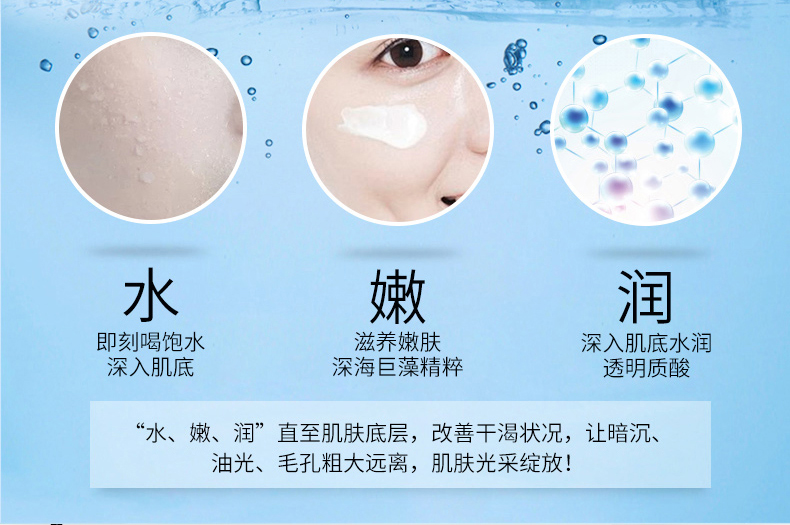 水
即刻喝饱水
深入肌底
嫩
滋养嫩肤
深海巨藻精粹
润
深入肌底水润
透明质酸
“水、嫩、润”直至肌肤底层，改善干渴状况，让暗沉、
油光、毛孔粗大远离，肌肤光采绽放！